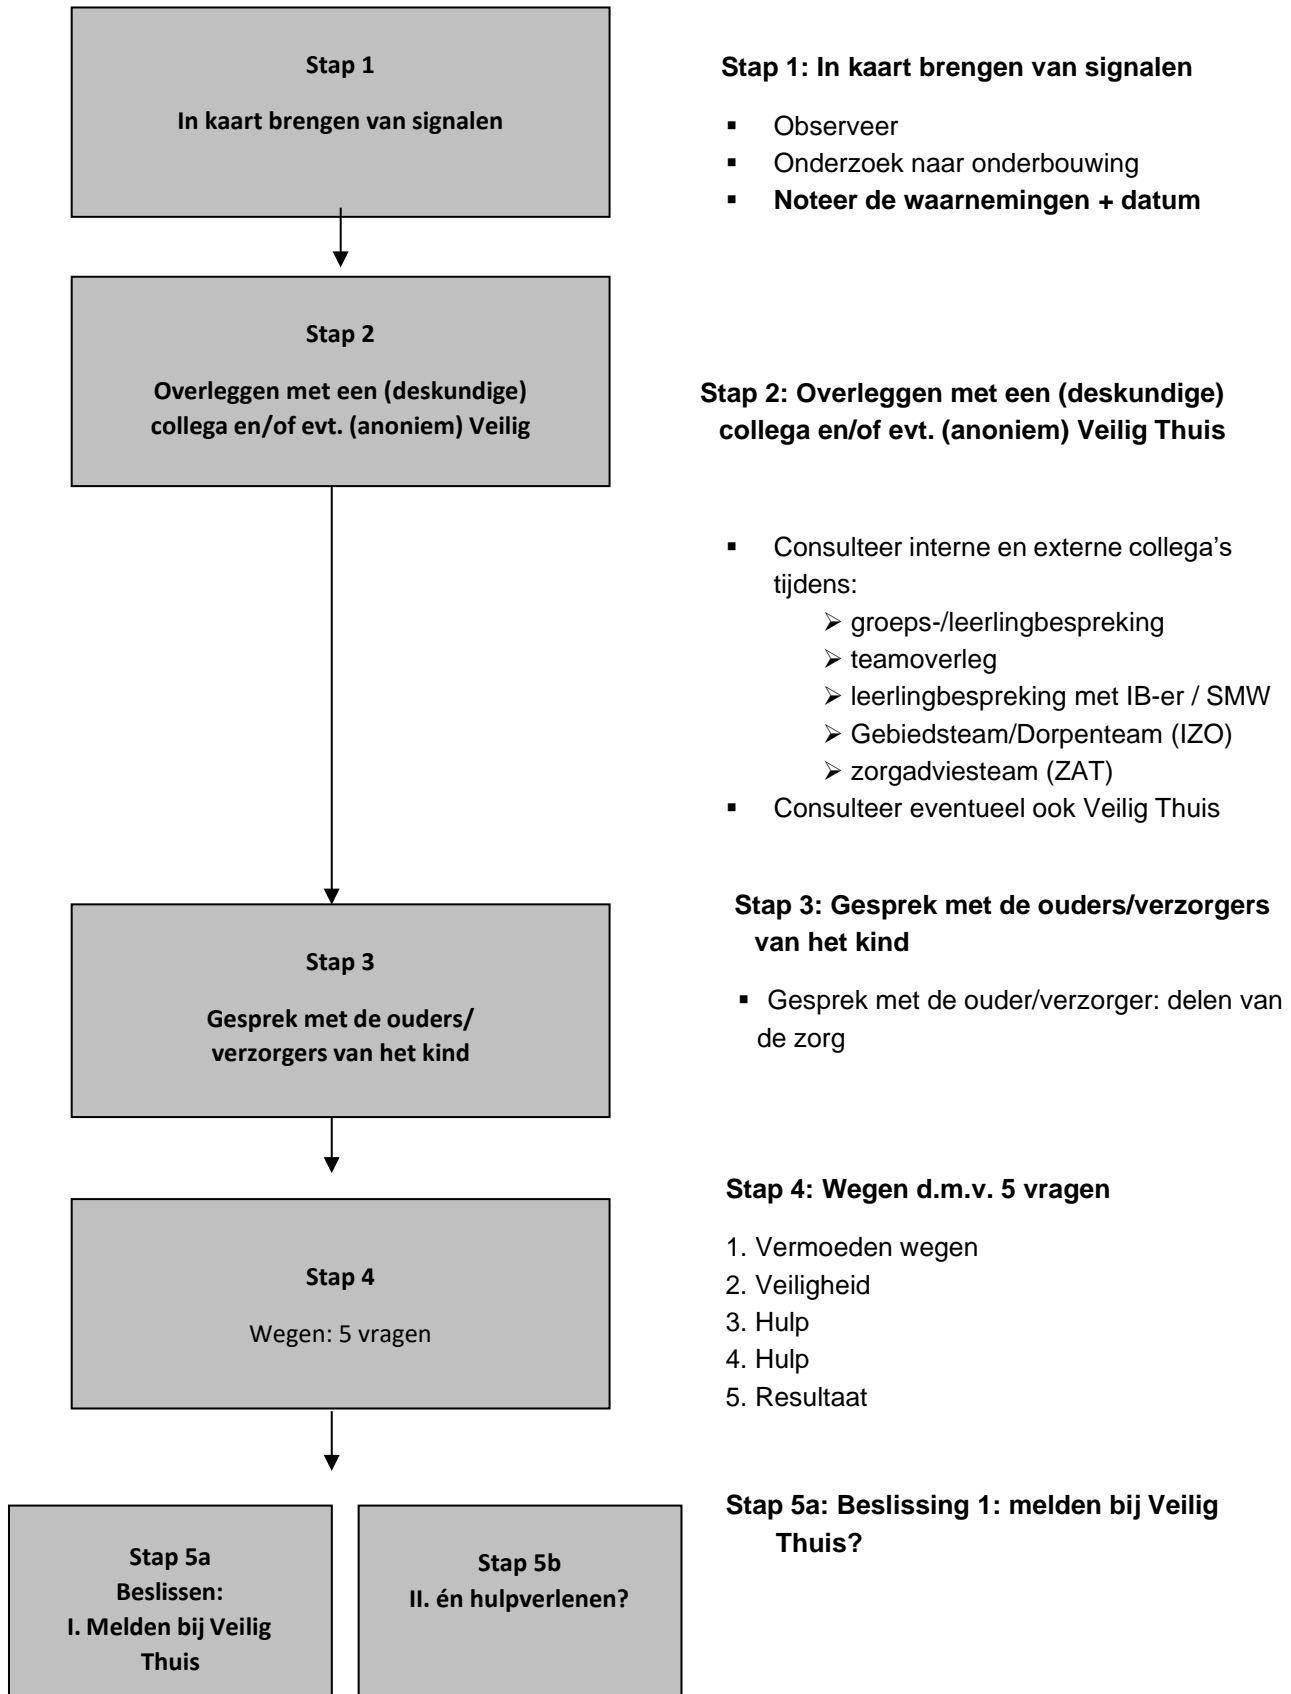 Stap 1
In kaart brengen van signalen
Stap 1: In kaart brengen van signalen
▪ Observeer
▪ Onderzoek naar onderbouwing
▪ Noteer de waarnemingen + datum
Stap 2
Overleggen met een (deskundige)
collega en/of evt. (anoniem) Veilig
Stap 2: Overleggen met een (deskundige)
collega en/of evt. (anoniem) Veilig Thuis
▪ Consulteer interne en externe collega’s
tijdens:
➢ groeps-/leerlingbespreking
➢ teamoverleg
➢ leerlingbespreking met IB-er / SMW
➢ Gebiedsteam/Dorpenteam (IZO)
➢ zorgadviesteam (ZAT)
▪ Consulteer eventueel ook Veilig Thuis
Stap 3
Gesprek met de ouders/
verzorgers van het kind
Stap 3: Gesprek met de ouders/verzorgers
van het kind
▪ Gesprek met de ouder/verzorger: delen van
de zorg
Stap 4
Wegen: 5 vragen
Stap 4: Wegen d.m.v. 5 vragen
1. Vermoeden wegen
2. Veiligheid
3. Hulp
4. Hulp
5. Resultaat
Stap 5a
Beslissen:
I. Melden bij Veilig
Thuis
Stap 5b
II. én hulpverlenen?
Stap 5a: Beslissing 1: melden bij Veilig
Thuis?